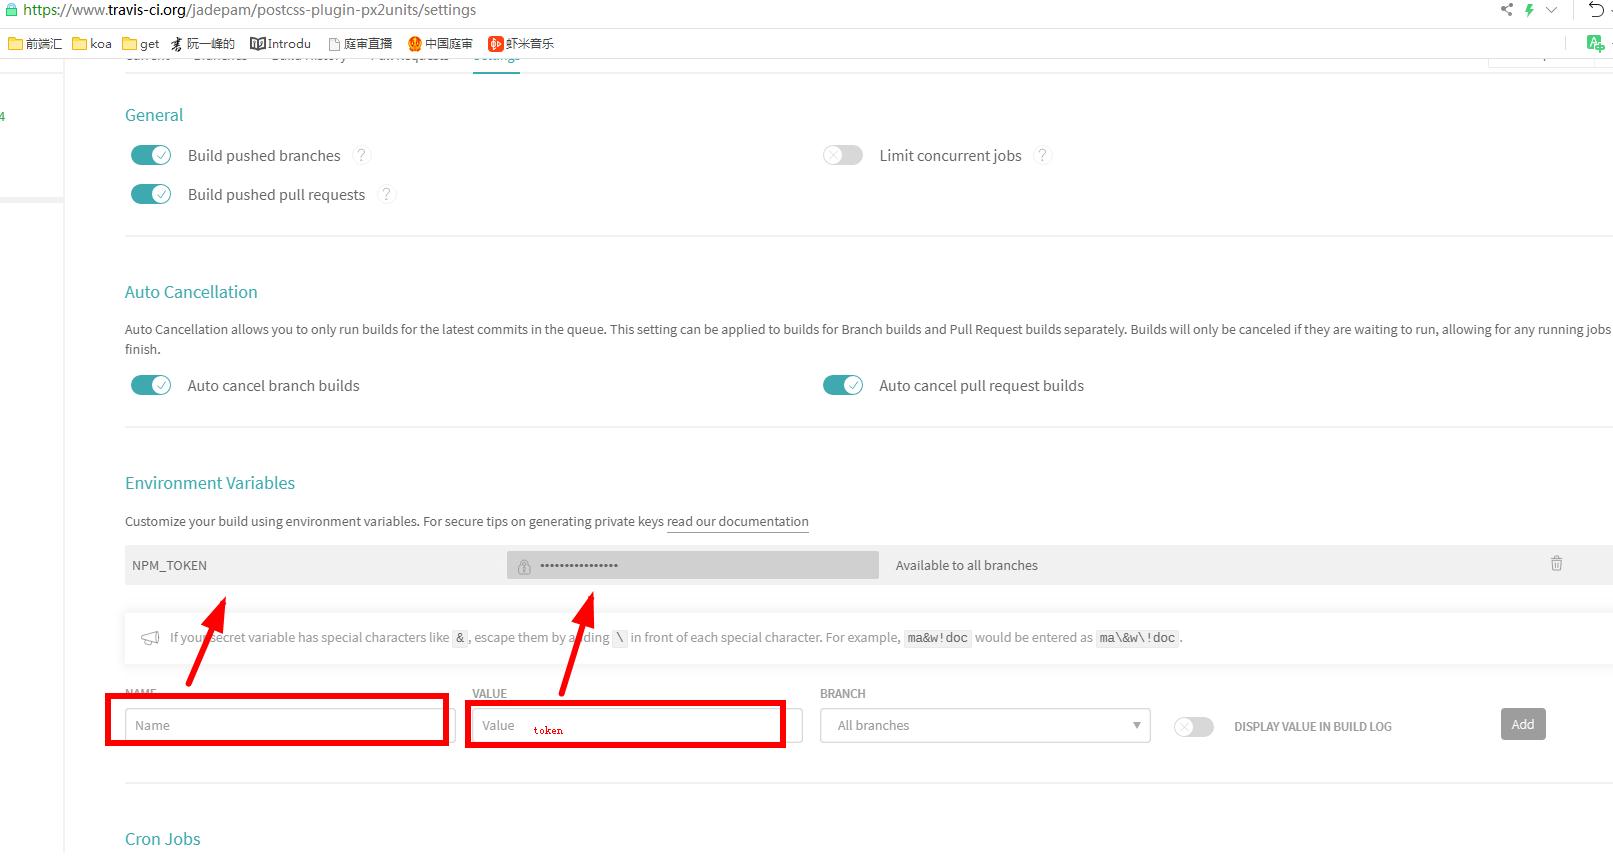 https://www.travis-ci.org/jadepam/postcss-plugin-px2units/settings
前端汇 koa get 阮一峰的 Introdu 庭审直播 中国庭审 虾米音乐
Settings
4
General
Build pushed branches ?
Limit concurrent jobs ?
Build pushed pull requests ?
Auto Cancellation
Auto Cancellation allows you to only run builds for the latest commits in the queue. This setting can be applied to builds for Branch builds and Pull Request builds separately. Builds will only be canceled if they are waiting to run, allowing for any running jobs
finish.
Auto cancel branch builds
Auto cancel pull request builds
Environment Variables
Customize your build using environment variables. For secure tips on generating private keys read our documentation
NPM_TOKEN •••••••••••••••• Available to all branches
If your secret variable has special characters like &, escape them by adding \ in front of each special character. For example, ma&w!doc would be entered as ma\&w\!doc.
NAME VALUE BRANCH
Name Value token All branches DISPLAY VALUE IN BUILD LOG Add
Cron Jobs